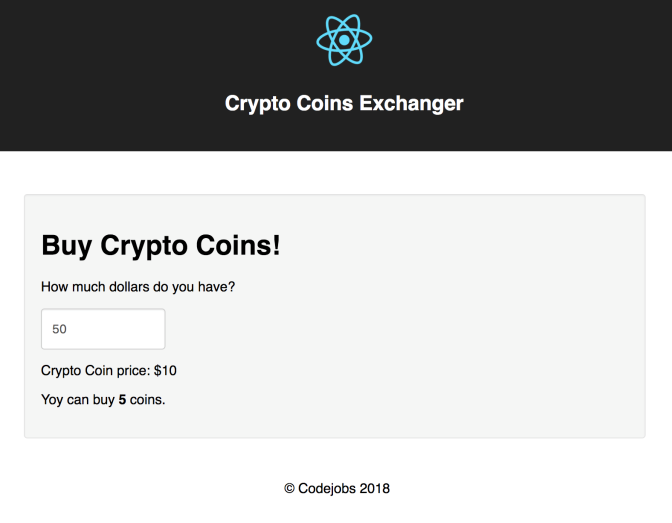 Crypto Coins Exchanger
Buy Crypto Coins!
How much dollars do you have?
50
Crypto Coin price: $10
Yoy can buy 5 coins.
© Codejobs 2018